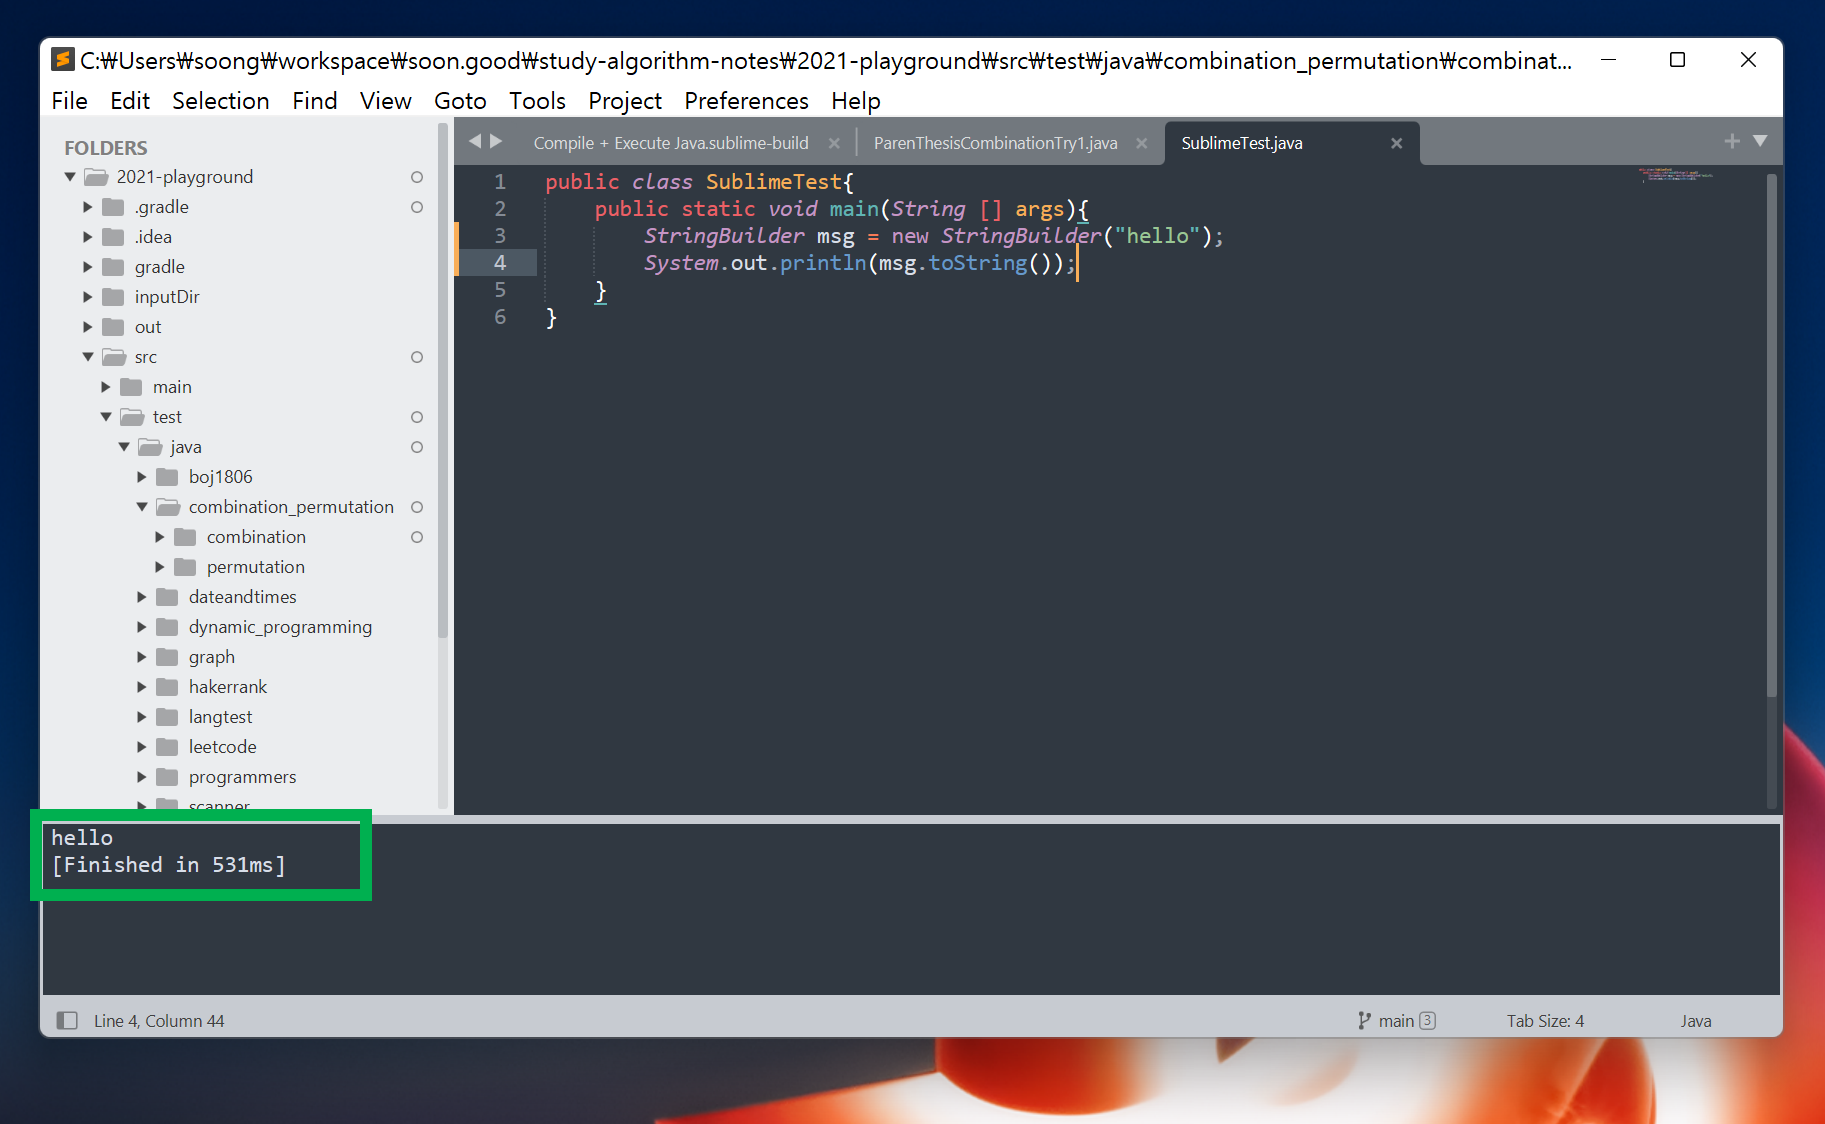 C:₩Users₩soong₩workspace₩soon.good₩study-algorithm-notes₩2021-playground₩src₩test₩java₩combination_permutation₩combinat...
File Edit Selection Find View Goto Tools Project Preferences Help
FOLDERS
2021-playground
.gradle
.idea
gradle
inputDir
out
src
main
test
java
boj1806
combination_permutation
combination
permutation
dateandtimes
dynamic_programming
graph
hakerrank
langtest
leetcode
programmers
scanner
Compile + Execute Java.sublime-build
ParenThesisCombinationTry1.java
SublimeTest.java
1 public class SublimeTest{
2     public static void main(String [] args){
3         StringBuilder msg = new StringBuilder("hello");
4         System.out.println(msg.toString());
5     }
6 }
hello
[Finished in 531ms]
Line 4, Column 44
main 3
Tab Size: 4
Java